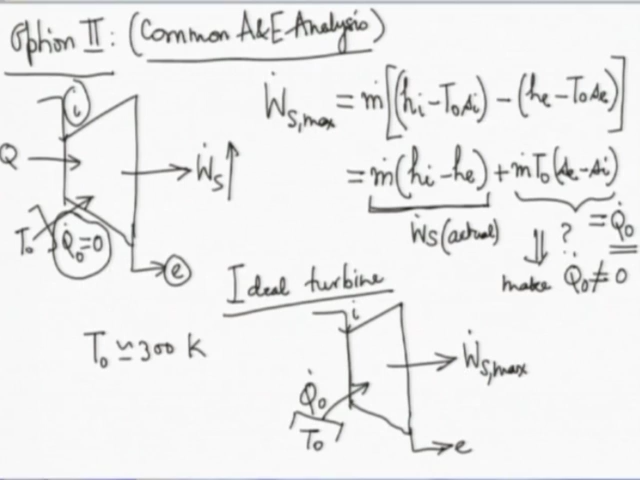 Option II: (Common A&E Analysis)
i
Ẇs,max = ṁ[(hi-T₀si) - (he-T₀se)]
Q
Ẇs
= ṁ(hi-he) + ṁT₀(se-si)
Ẇs(actual)
? = Q̇₀
make Q̇₀≠0
T₀ Q̇₀=0
e
Ideal turbine
i
T₀ ≃ 300 K
Ẇs,max
Q̇₀
T₀
e